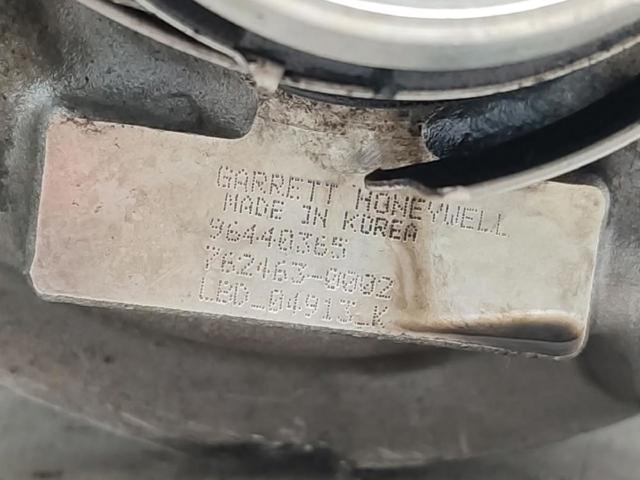 GARRETT HONEYWELL
MADE IN KOREA
96440365
762463-0002
LBD_04913_K